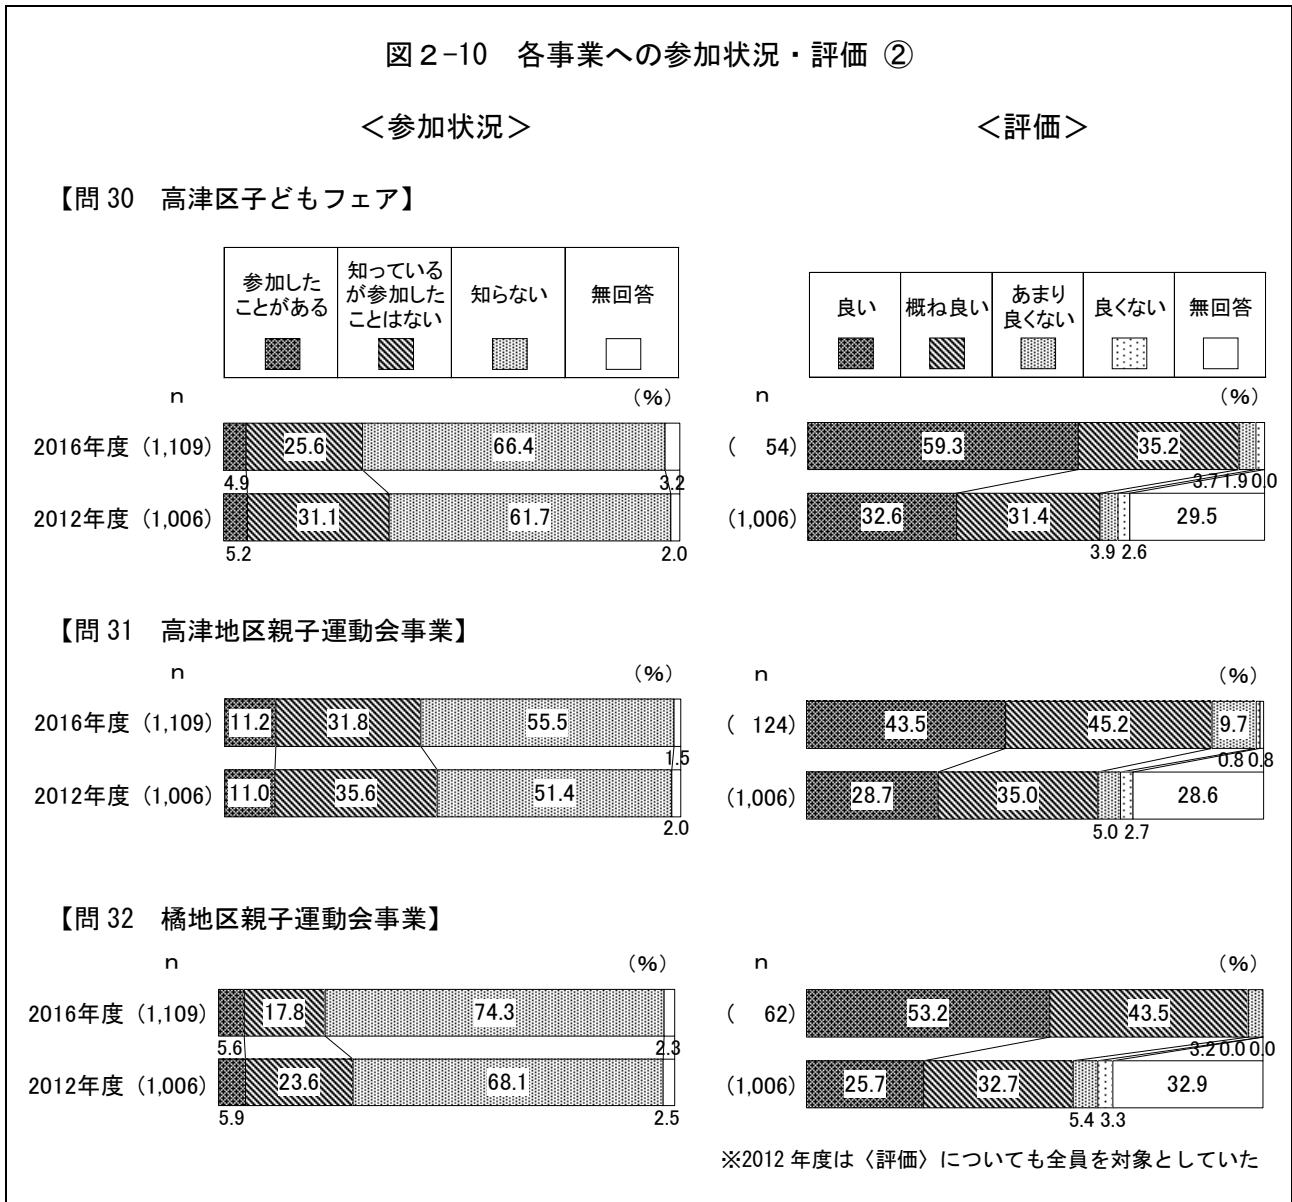 図２-10　各事業への参加状況・評価 ②
＜参加状況＞　＜評価＞
【問 30　高津区子どもフェア】
参加した
ことがある
知っている
が参加した
ことはない
知らない
無回答
良い
概ね良い
あまり
良くない
良くない
無回答
n　(%)　n　(%)
2016年度 (1,109)　25.6　66.4　(　54)　59.3　35.2
4.9　3.2　3.7 1.9 0.0
2012年度 (1,006)　31.1　61.7　(1,006)　32.6　31.4　29.5
5.2　2.0　3.9　2.6
【問 31　高津地区親子運動会事業】
n　(%)　n　(%)
2016年度 (1,109)　11.2　31.8　55.5　(　124)　43.5　45.2　9.7
1.5　0.8　0.8
2012年度 (1,006)　11.0　35.6　51.4　(1,006)　28.7　35.0　28.6
2.0　5.0　2.7
【問 32　橘地区親子運動会事業】
n　(%)　n　(%)
2016年度 (1,109)　17.8　74.3　(　62)　53.2　43.5
5.6　2.3　3.2 0.0　0.0
2012年度 (1,006)　23.6　68.1　(1,006)　25.7　32.7　32.9
5.9　2.5　5.4　3.3
※2012 年度は〈評価〉についても全員を対象としていた